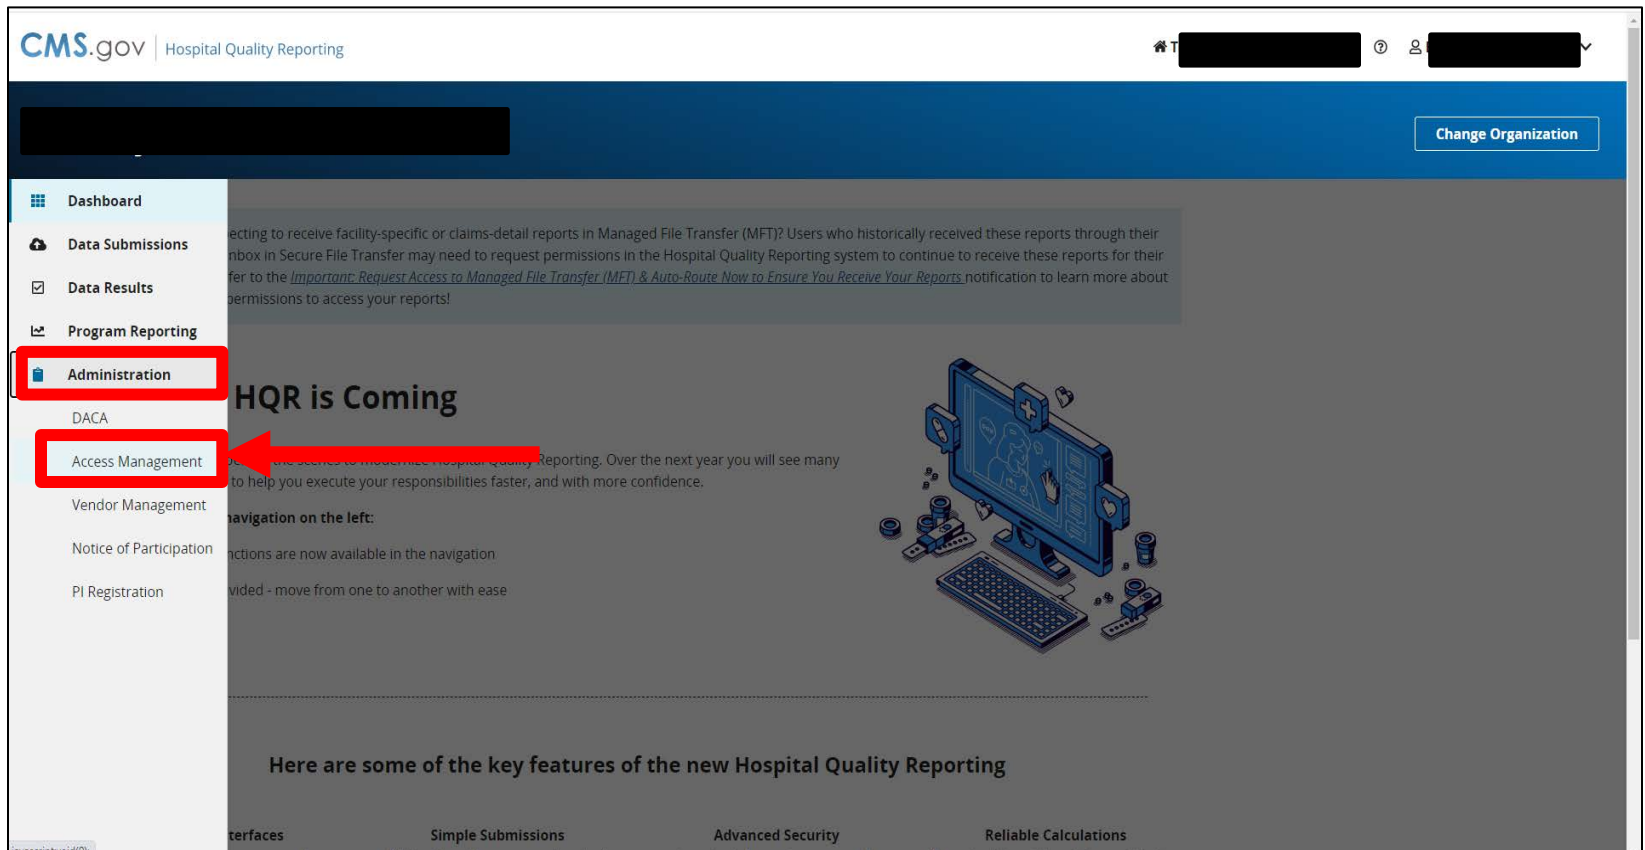 CMS.gov Hospital Quality Reporting
Change Organization
Dashboard
Data Submissions
Data Results
Program Reporting
Administration
DACA
Access Management
Vendor Management
Notice of Participation
PI Registration
ecting to receive facility-specific or claims-detail reports in Managed File Transfer (MFT)? Users who historically received these reports through their
nbox in Secure File Transfer may need to request permissions in the Hospital Quality Reporting system to continue to receive these reports for their
fer to the Important: Request Access to Managed File Transfer (MFT) & Auto-Route Now to Ensure You Receive Your Reports notification to learn more about
permissions to access your reports!
HQR is Coming
the scenes to modernize Hospital Quality Reporting. Over the next year you will see many
to help you execute your responsibilities faster, and with more confidence.
navigation on the left:
nctions are now available in the navigation
vided - move from one to another with ease
Here are some of the key features of the new Hospital Quality Reporting
terfaces Simple Submissions Advanced Security Reliable Calculations